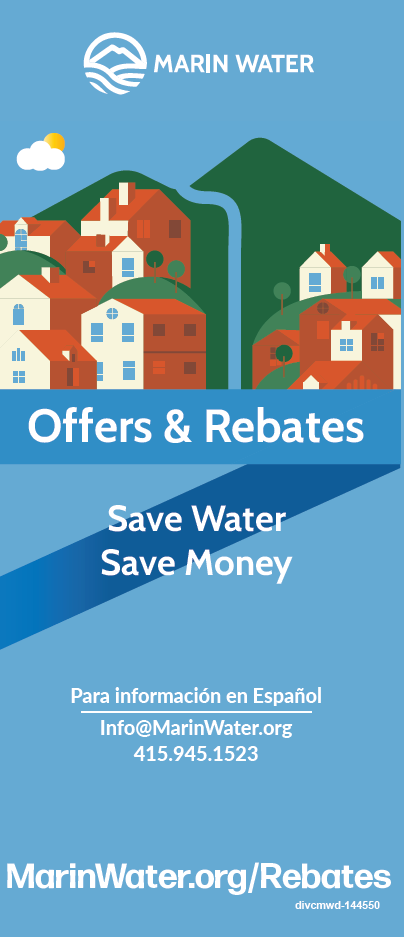 MARIN WATER
Offers & Rebates
Save Water
Save Money
Para información en Español
Info@MarinWater.org
415.945.1523
MarinWater.org/Rebates
divcmwd-144550